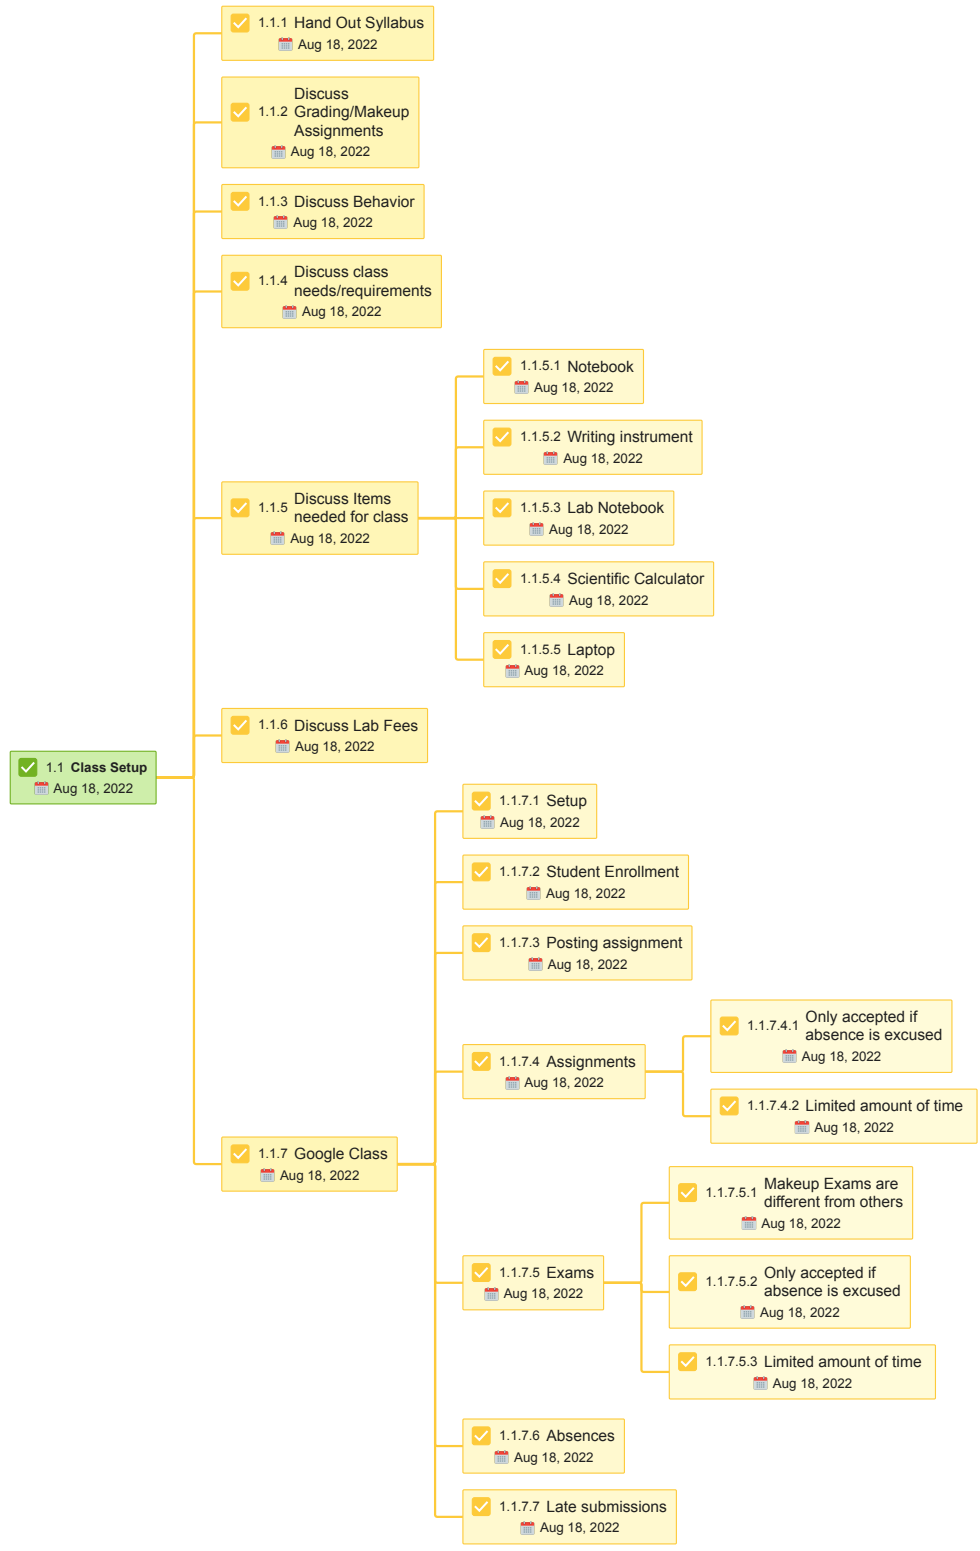 1.1.1 Hand Out Syllabus
Aug 18, 2022
Discuss
1.1.2 Grading/Makeup
Assignments
Aug 18, 2022
1.1.3 Discuss Behavior
Aug 18, 2022
Discuss class
1.1.4 needs/requirements
Aug 18, 2022
1.1.5.1 Notebook
Aug 18, 2022
1.1.5.2 Writing instrument
Aug 18, 2022
1.1.5 Discuss Items
needed for class
Aug 18, 2022
1.1.5.3 Lab Notebook
Aug 18, 2022
1.1.5.4 Scientific Calculator
Aug 18, 2022
1.1.5.5 Laptop
Aug 18, 2022
1.1.6 Discuss Lab Fees
Aug 18, 2022
1.1 Class Setup
Aug 18, 2022
1.1.7.1 Setup
Aug 18, 2022
1.1.7.2 Student Enrollment
Aug 18, 2022
1.1.7.3 Posting assignment
Aug 18, 2022
1.1.7.4 Assignments
Aug 18, 2022
1.1.7.4.1 Only accepted if
absence is excused
Aug 18, 2022
1.1.7.4.2 Limited amount of time
Aug 18, 2022
1.1.7 Google Class
Aug 18, 2022
1.1.7.5 Exams
Aug 18, 2022
1.1.7.5.1 Makeup Exams are
different from others
Aug 18, 2022
1.1.7.5.2 Only accepted if
absence is excused
Aug 18, 2022
1.1.7.5.3 Limited amount of time
Aug 18, 2022
1.1.7.6 Absences
Aug 18, 2022
1.1.7.7 Late submissions
Aug 18, 2022